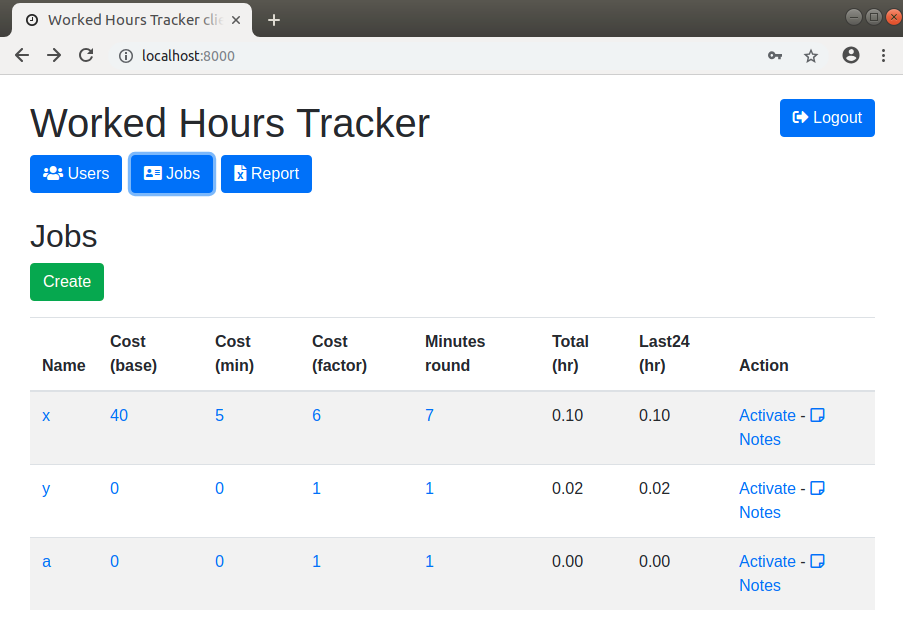 Worked Hours Tracker clie
localhost:8000
Worked Hours Tracker
Logout
Users Jobs Report
Jobs
Create
Name Cost (base) Cost (min) Cost (factor) Minutes round Total (hr) Last24 (hr) Action
x 40 5 6 7 0.10 0.10 Activate - Notes
y 0 0 1 1 0.02 0.02 Activate - Notes
a 0 0 1 1 0.00 0.00 Activate - Notes